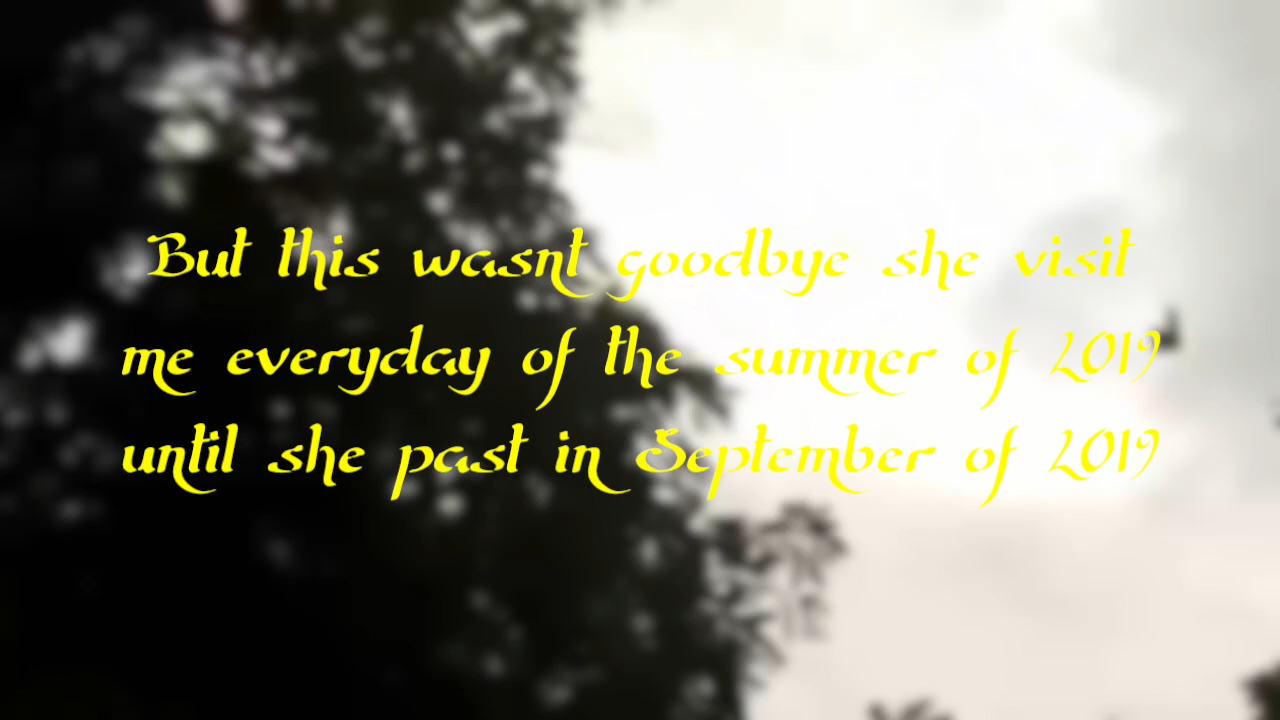 But this wasnt goodbye she visit
me everyday of the summer of 2019
until she past in September of 2019